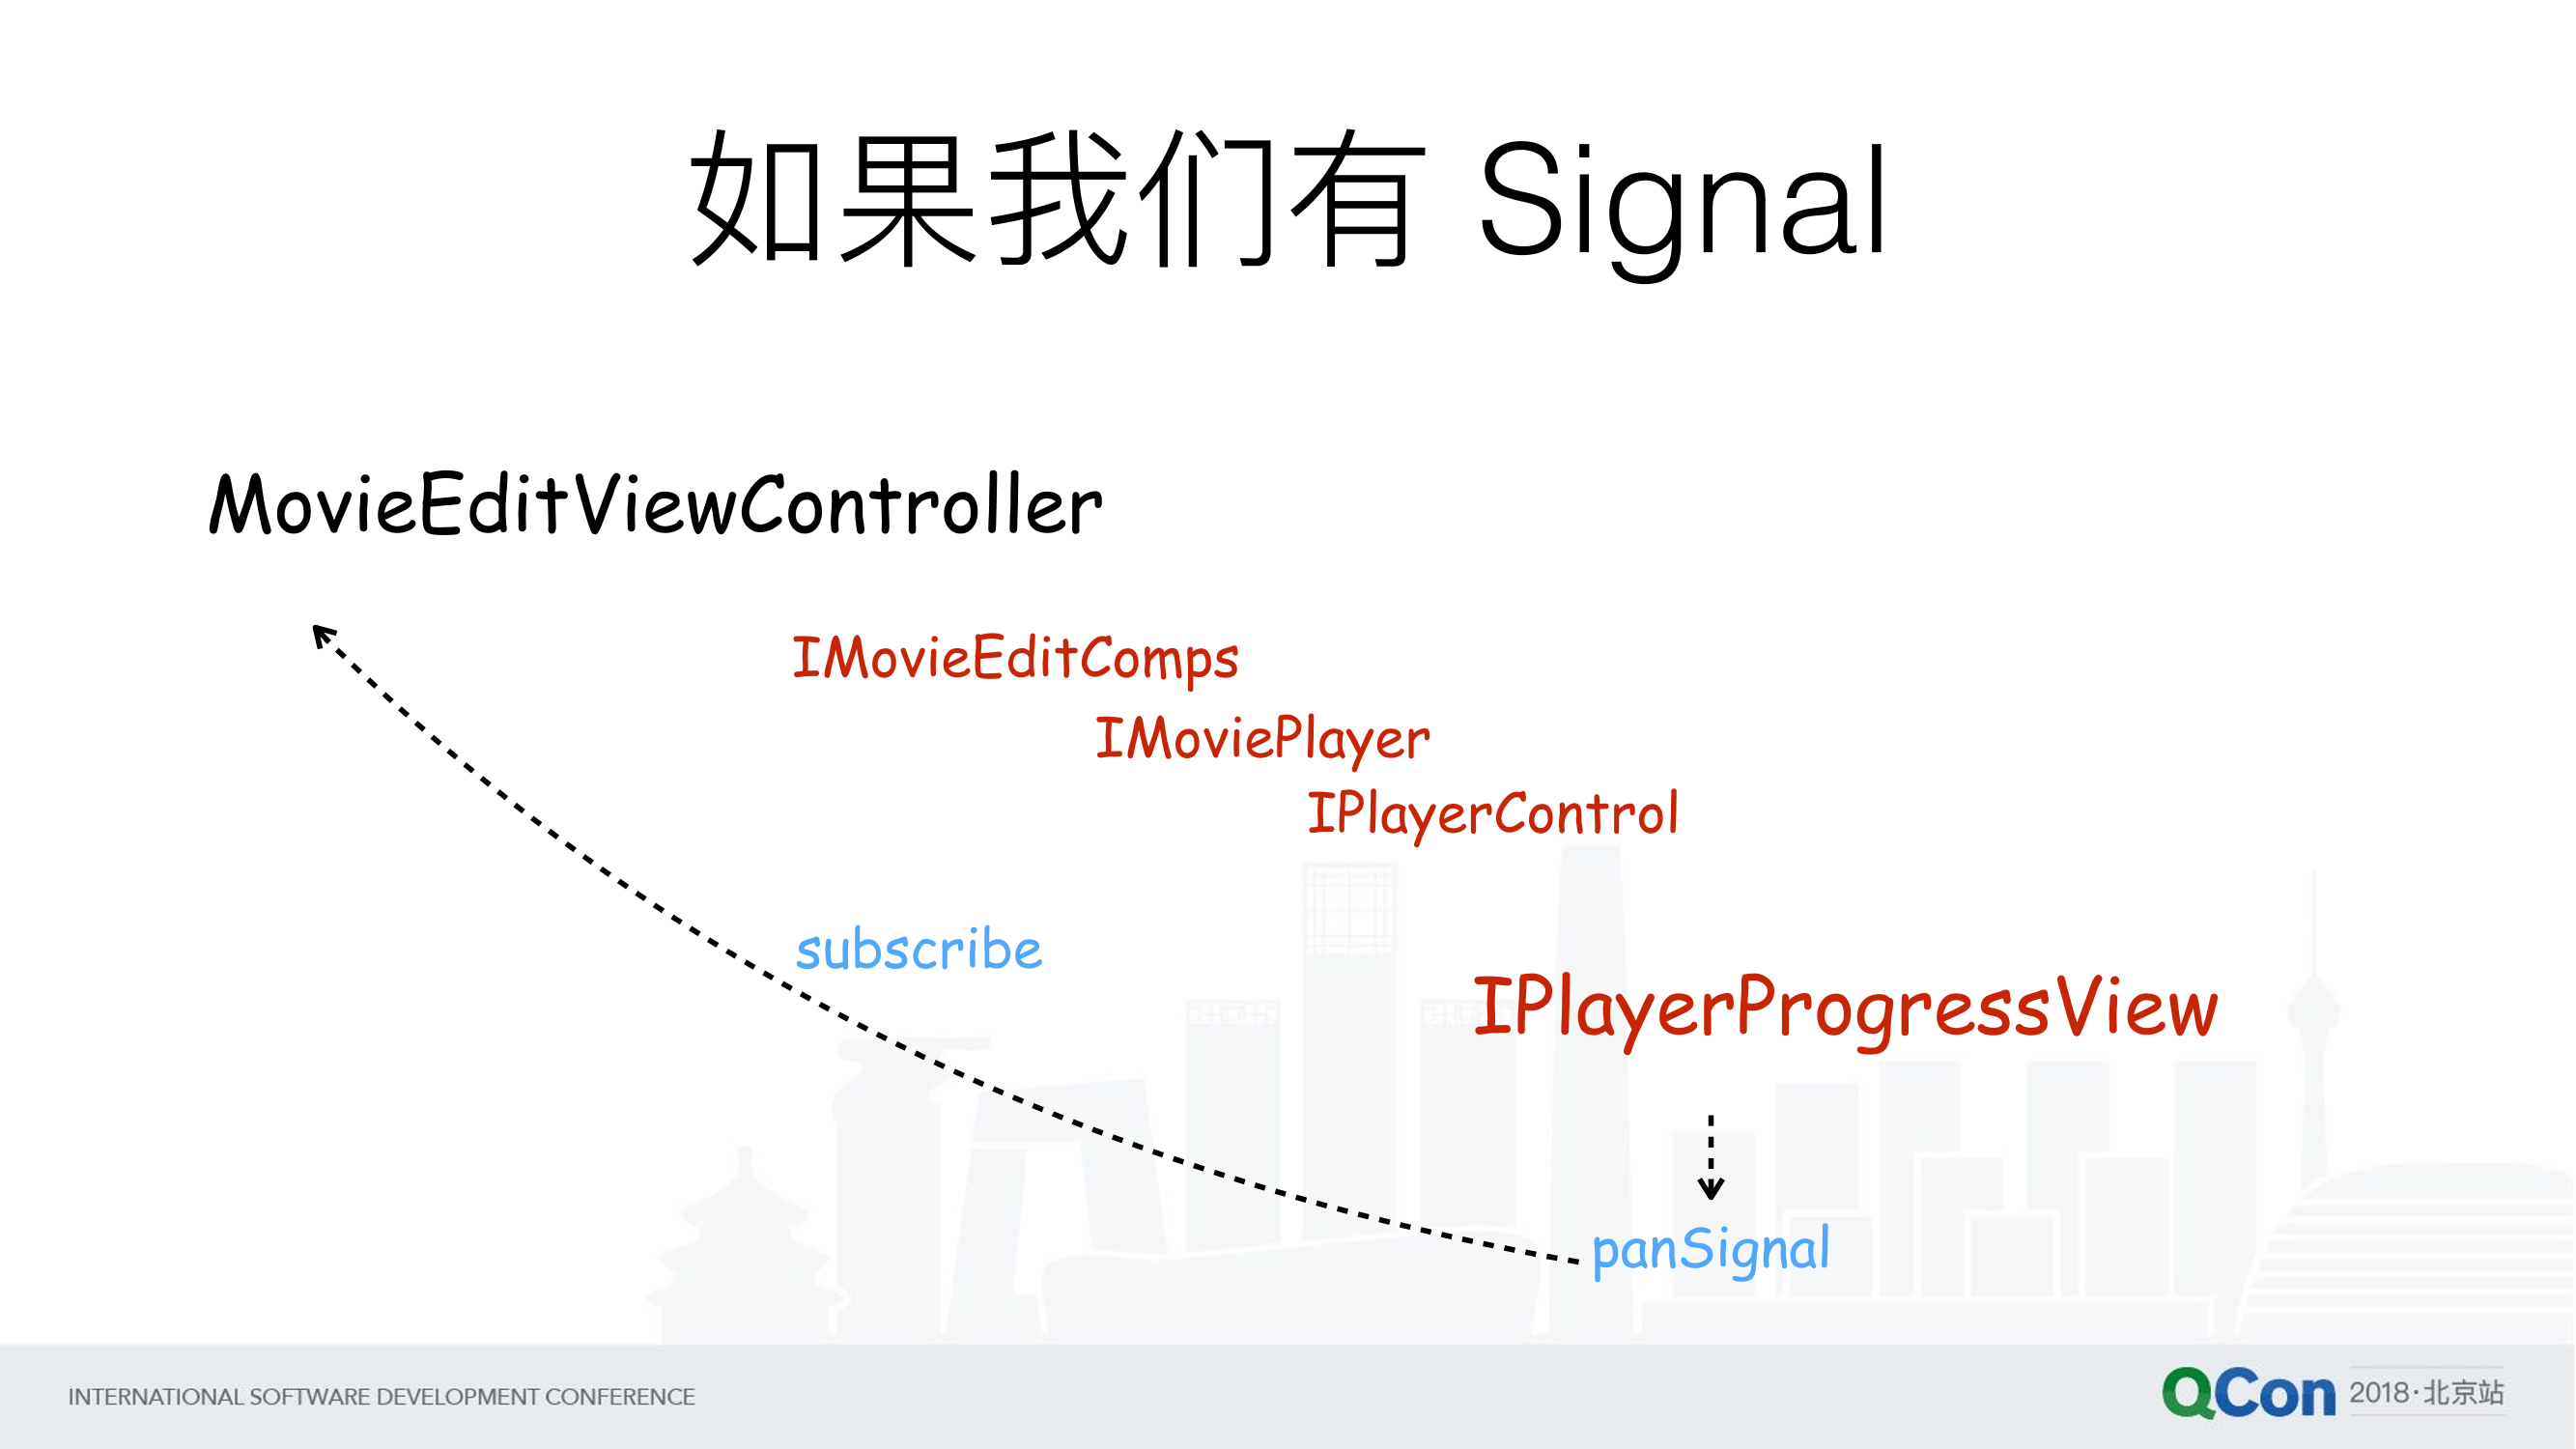 如果我们有 Signal
MovieEditViewController
IMovieEditComps
IMoviePlayer
IPlayerControl
subscribe
IPlayerProgressView
panSignal
INTERNATIONAL SOFTWARE DEVELOPMENT CONFERENCE
QCon 2018·北京站